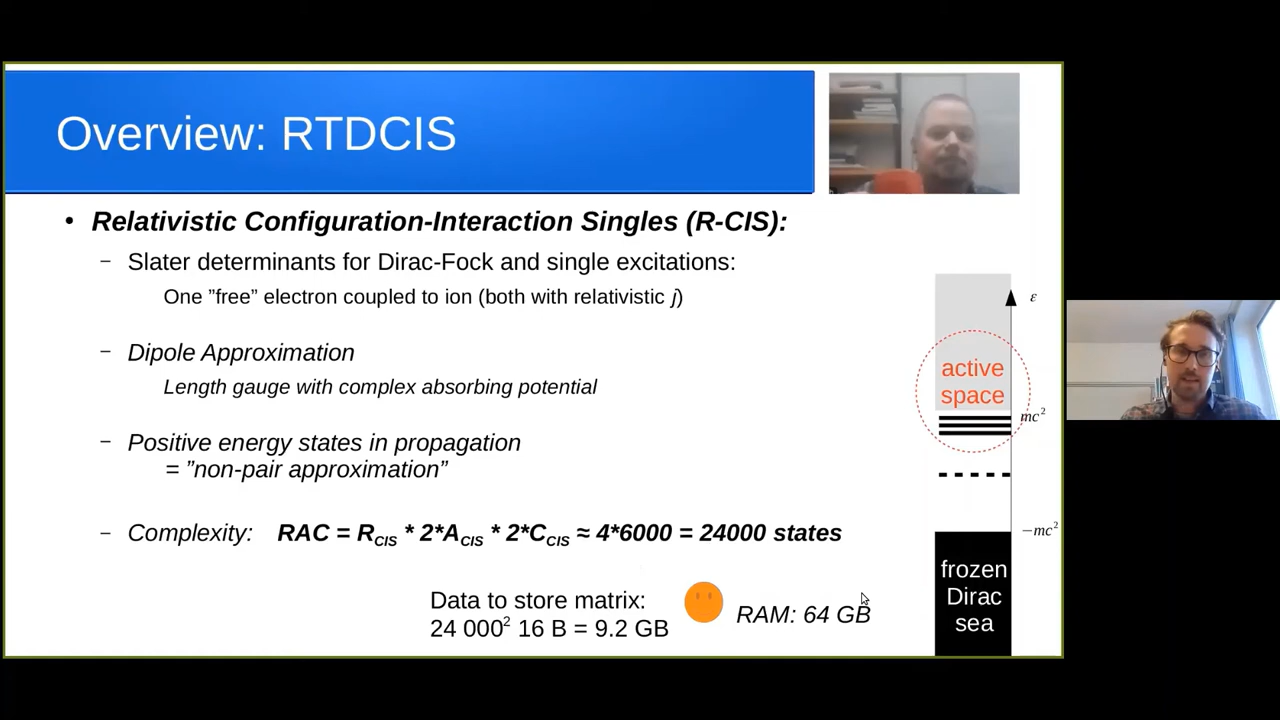 Overview: RTDCIS
• Relativistic Configuration-Interaction Singles (R-CIS):
– Slater determinants for Dirac-Fock and single excitations:
One ”free” electron coupled to ion (both with relativistic j)
– Dipole Approximation
Length gauge with complex absorbing potential
– Positive energy states in propagation
= ”non-pair approximation”
– Complexity: RAC = R_CIS * 2*A_CIS * 2*C_CIS ≈ 4*6000 = 24000 states
Data to store matrix:
24 000² 16 B = 9.2 GB
RAM: 64 GB
ε
active
space
mc²
−mc²
frozen
Dirac
sea